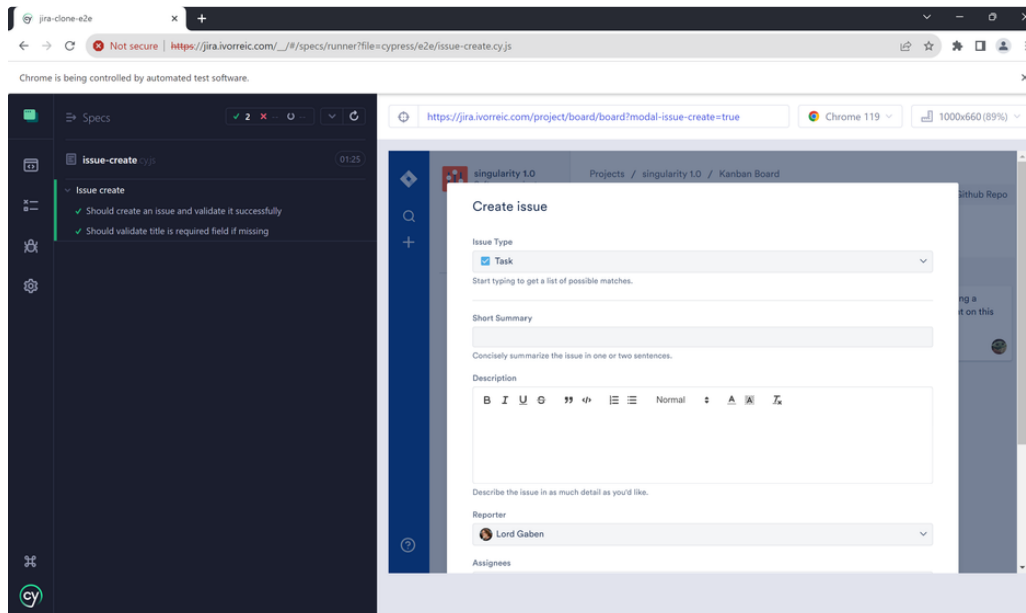 jira-clone-e2e
Not secure | https://jira.ivorreic.com/__/#/specs/runner?file=cypress/e2e/issue-create.cy.js
Chrome is being controlled by automated test software.
Specs
2 -- --
https://jira.ivorreic.com/project/board/board?modal-issue-create=true
Chrome 119
1000x660 (89%)
issue-create.cy.js
01:25
Issue create
Should create an issue and validate it successfully
Should validate title is required field if missing
singularity 1.0
Projects / singularity 1.0 / Kanban Board
Github Repo
Create issue
Issue Type
Task
Start typing to get a list of possible matches.
ng a
t on this
Short Summary
Concisely summarize the issue in one or two sentences.
Description
B I U S Normal A A Tx
Describe the issue in as much detail as you'd like.
Reporter
Lord Gaben
Assignees
cy